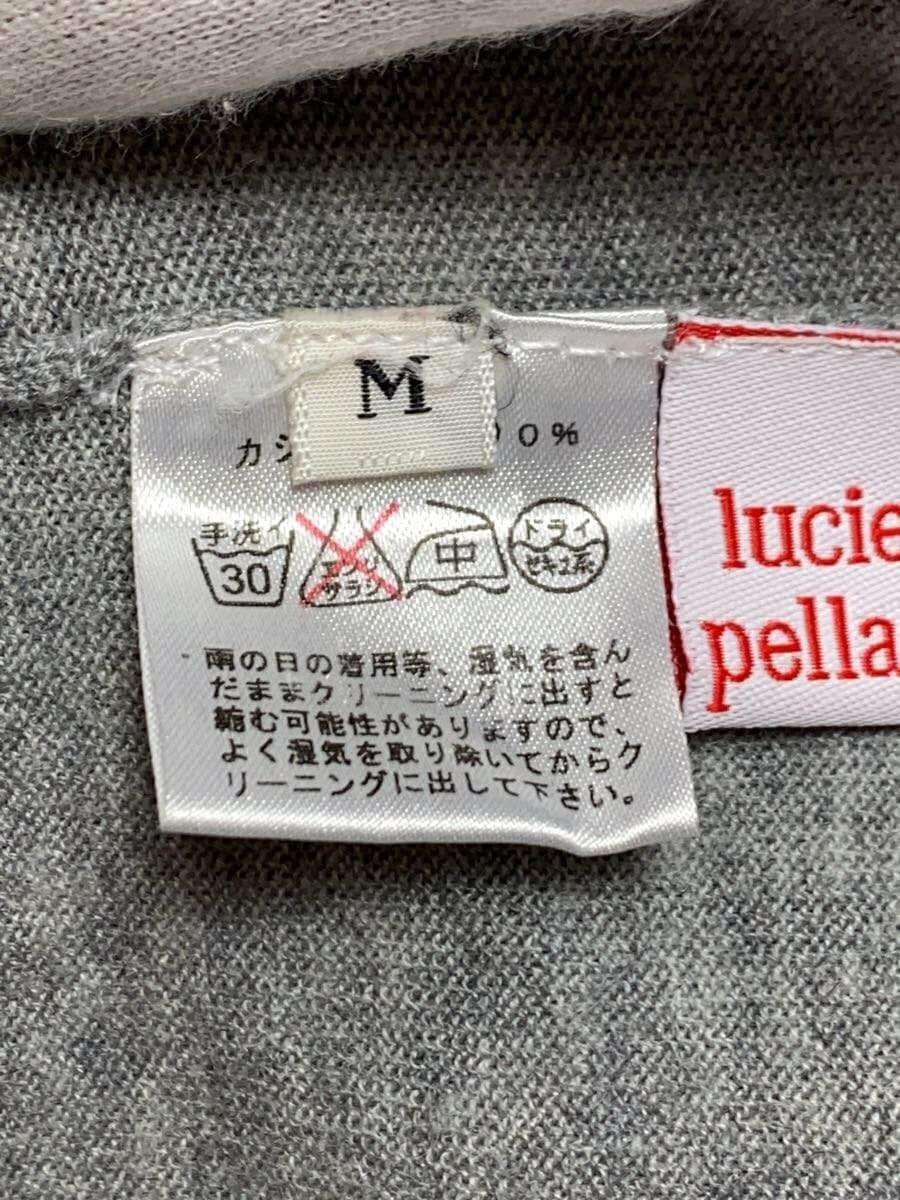 M
カシ 00%
手洗イ
30
エンソ
サラシ
中
ドライ
セキユ系
雨の日の着用等、湿気を含ん
だままクリーニングに出すと
縮む可能性がありますので、
よく湿気を取り除いてからク
リーニングに出して下さい。
lucie
pella